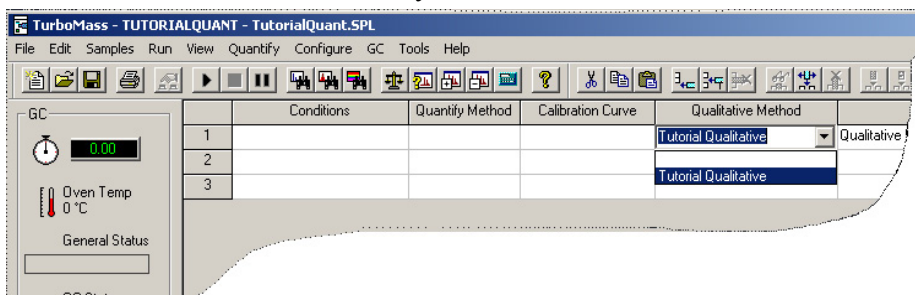 TurboMass - TUTORIALQUANT - TutorialQuant.SPL
File Edit Samples Run View Quantify Configure GC Tools Help
GC
Conditions Quantify Method Calibration Curve Qualitative Method
1 Tutorial Qualitative Qualitative
0.00
2
Tutorial Qualitative
3
Oven Temp
0 °C
General Status